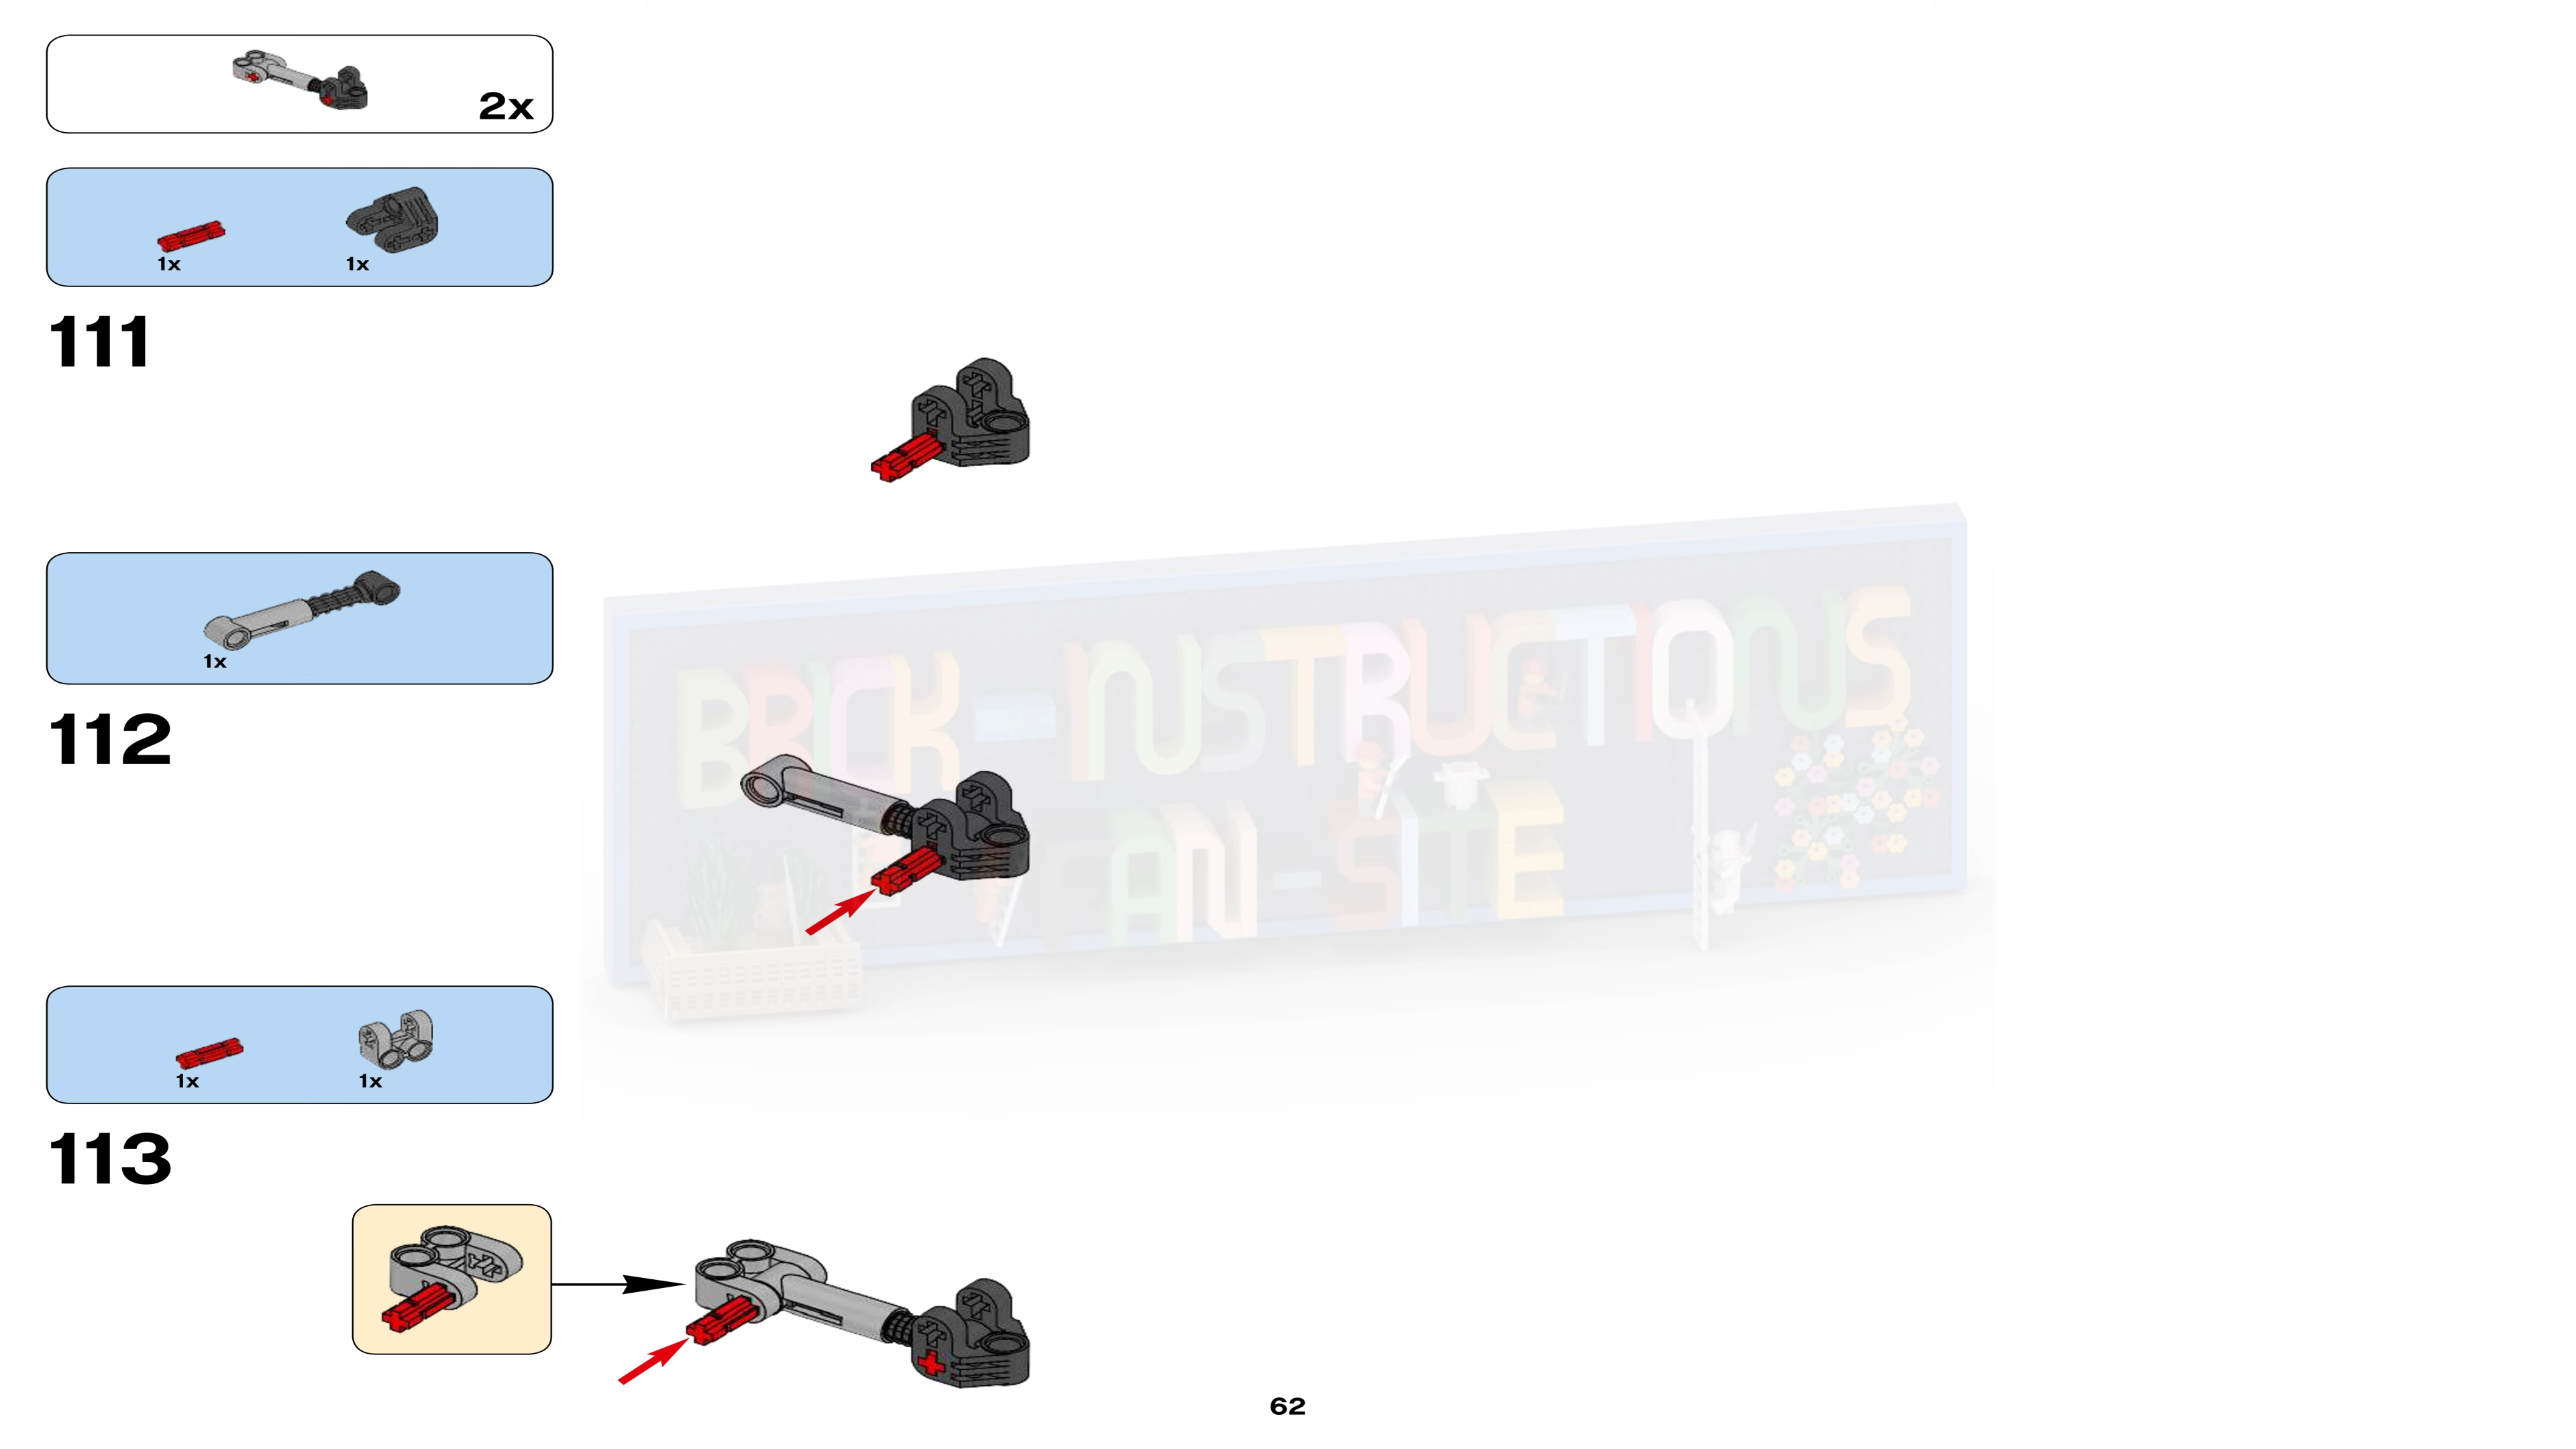 2x
1x 1x
111
1x
112
1x 1x
113
BRICK-INSTRUCTIONS
FAN-SITE
62